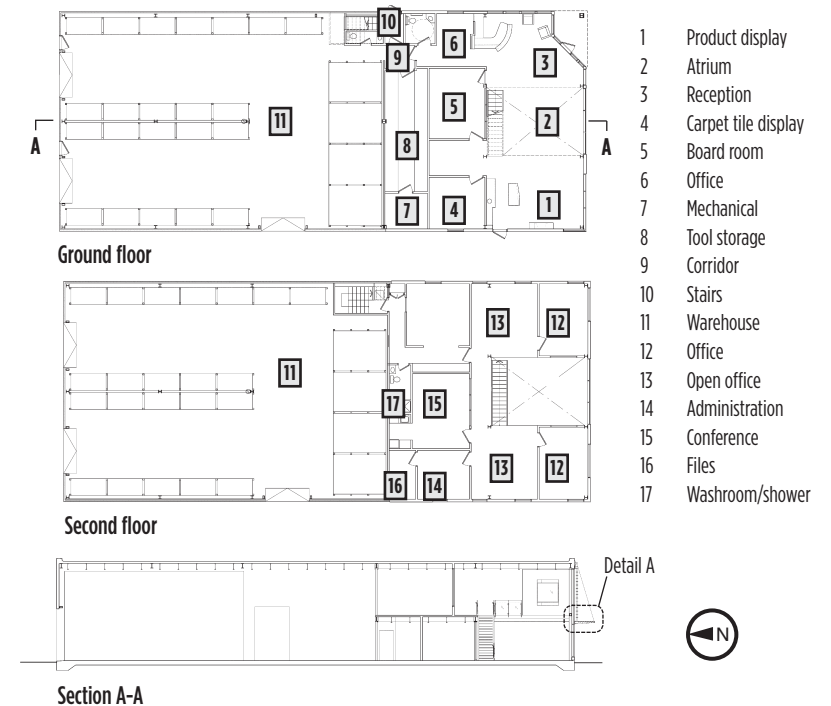 10
6
9
3
5
2
11
A
A
8
7
4
1
Ground floor
1 Product display
2 Atrium
3 Reception
4 Carpet tile display
5 Board room
6 Office
7 Mechanical
8 Tool storage
9 Corridor
10 Stairs
11 Warehouse
12 Office
13 Open office
14 Administration
15 Conference
16 Files
17 Washroom/shower
13
12
11
17
15
13
12
16
14
Second floor
Detail A
N
Section A-A